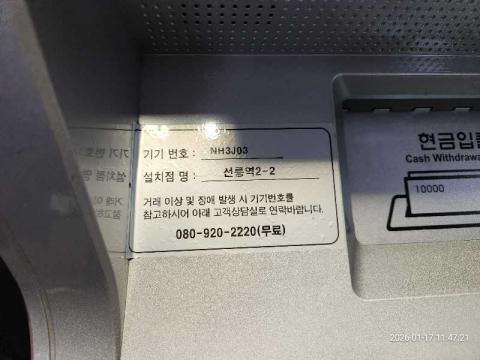 기기 번호 : NH3J03
설치점 명 : 선릉역2-2
거래 이상 및 장애 발생 시 기기번호를
참고하시어 아래 고객상담실로 연락바랍니다.
080-920-2220(무료)
현금입출
Cash Withdrawa
10000
2026-01-17 11:47:21